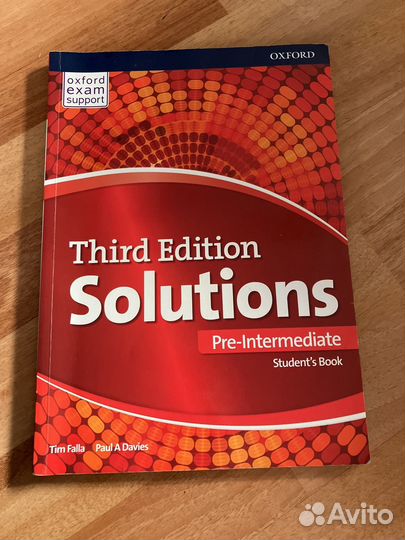 oxford
exam
support
OXFORD
Third Edition
Solutions
Pre-Intermediate
Student's Book
Tim Falla Paul A Davies
Avito